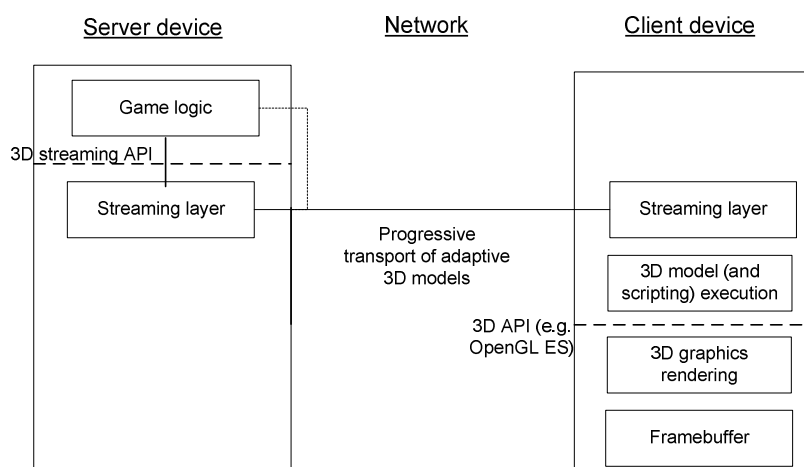 Server device
Network
Client device
Game logic
3D streaming API
Streaming layer
Progressive
transport of adaptive
3D models
Streaming layer
3D model (and
scripting) execution
3D API (e.g.
OpenGL ES)
3D graphics
rendering
Framebuffer